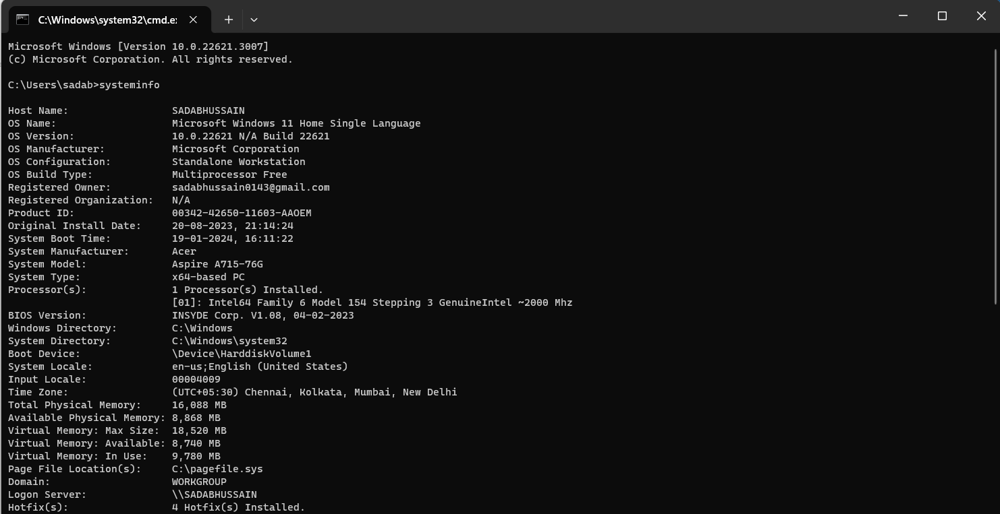 C:\Windows\system32\cmd.e
Microsoft Windows [Version 10.0.22621.3007]
(c) Microsoft Corporation. All rights reserved.
C:\Users\sadab>systeminfo
Host Name: SADABHUSSAIN
OS Name: Microsoft Windows 11 Home Single Language
OS Version: 10.0.22621 N/A Build 22621
OS Manufacturer: Microsoft Corporation
OS Configuration: Standalone Workstation
OS Build Type: Multiprocessor Free
Registered Owner: sadabhussain0143@gmail.com
Registered Organization: N/A
Product ID: 00342-42650-11603-AAOEM
Original Install Date: 20-08-2023, 21:14:24
System Boot Time: 19-01-2024, 16:11:22
System Manufacturer: Acer
System Model: Aspire A715-76G
System Type: x64-based PC
Processor(s): 1 Processor(s) Installed.
[01]: Intel64 Family 6 Model 154 Stepping 3 GenuineIntel ~2000 Mhz
BIOS Version: INSYDE Corp. V1.08, 04-02-2023
Windows Directory: C:\Windows
System Directory: C:\Windows\system32
Boot Device: \Device\HarddiskVolume1
System Locale: en-us;English (United States)
Input Locale: 00004009
Time Zone: (UTC+05:30) Chennai, Kolkata, Mumbai, New Delhi
Total Physical Memory: 16,088 MB
Available Physical Memory: 8,868 MB
Virtual Memory: Max Size: 18,520 MB
Virtual Memory: Available: 8,740 MB
Virtual Memory: In Use: 9,780 MB
Page File Location(s): C:\pagefile.sys
Domain: WORKGROUP
Logon Server: \\SADABHUSSAIN
Hotfix(s): 4 Hotfix(s) Installed.